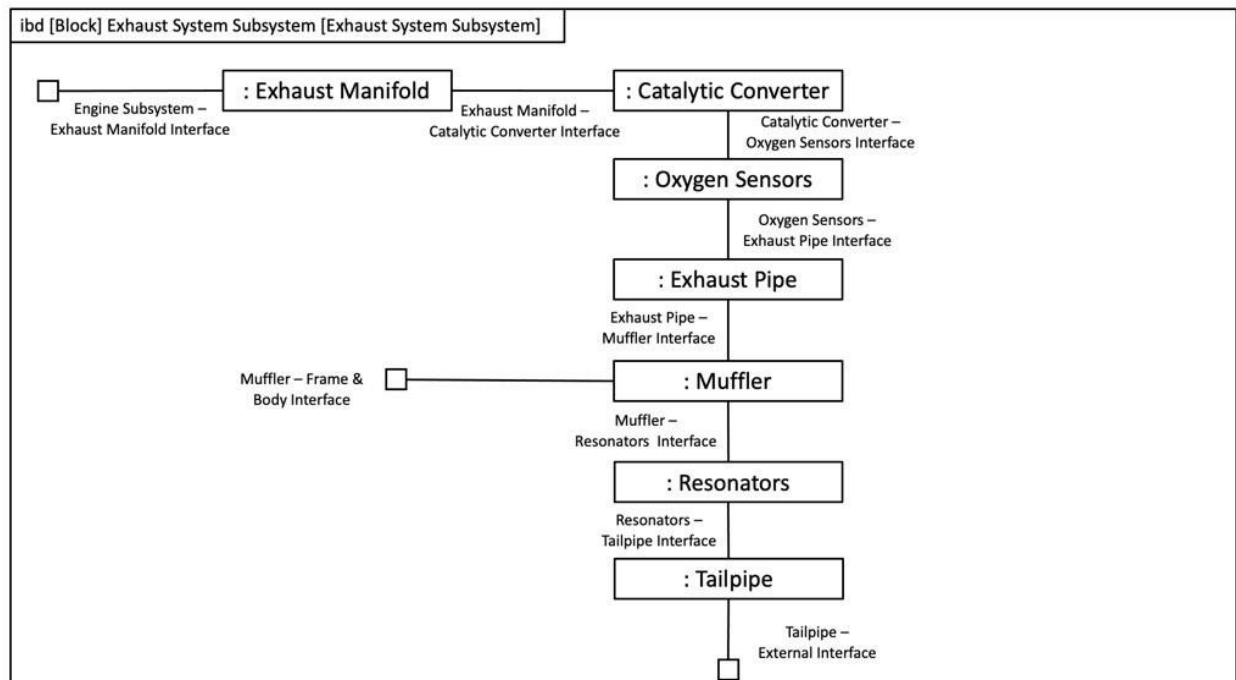 ibd [Block] Exhaust System Subsystem [Exhaust System Subsystem]
: Exhaust Manifold
: Catalytic Converter
Engine Subsystem –
Exhaust Manifold Interface
Exhaust Manifold –
Catalytic Converter Interface
Catalytic Converter –
Oxygen Sensors Interface
: Oxygen Sensors
Oxygen Sensors –
Exhaust Pipe Interface
: Exhaust Pipe
Exhaust Pipe –
Muffler Interface
Muffler – Frame &
Body Interface
: Muffler
Muffler –
Resonators  Interface
: Resonators
Resonators –
Tailpipe Interface
: Tailpipe
Tailpipe –
External Interface